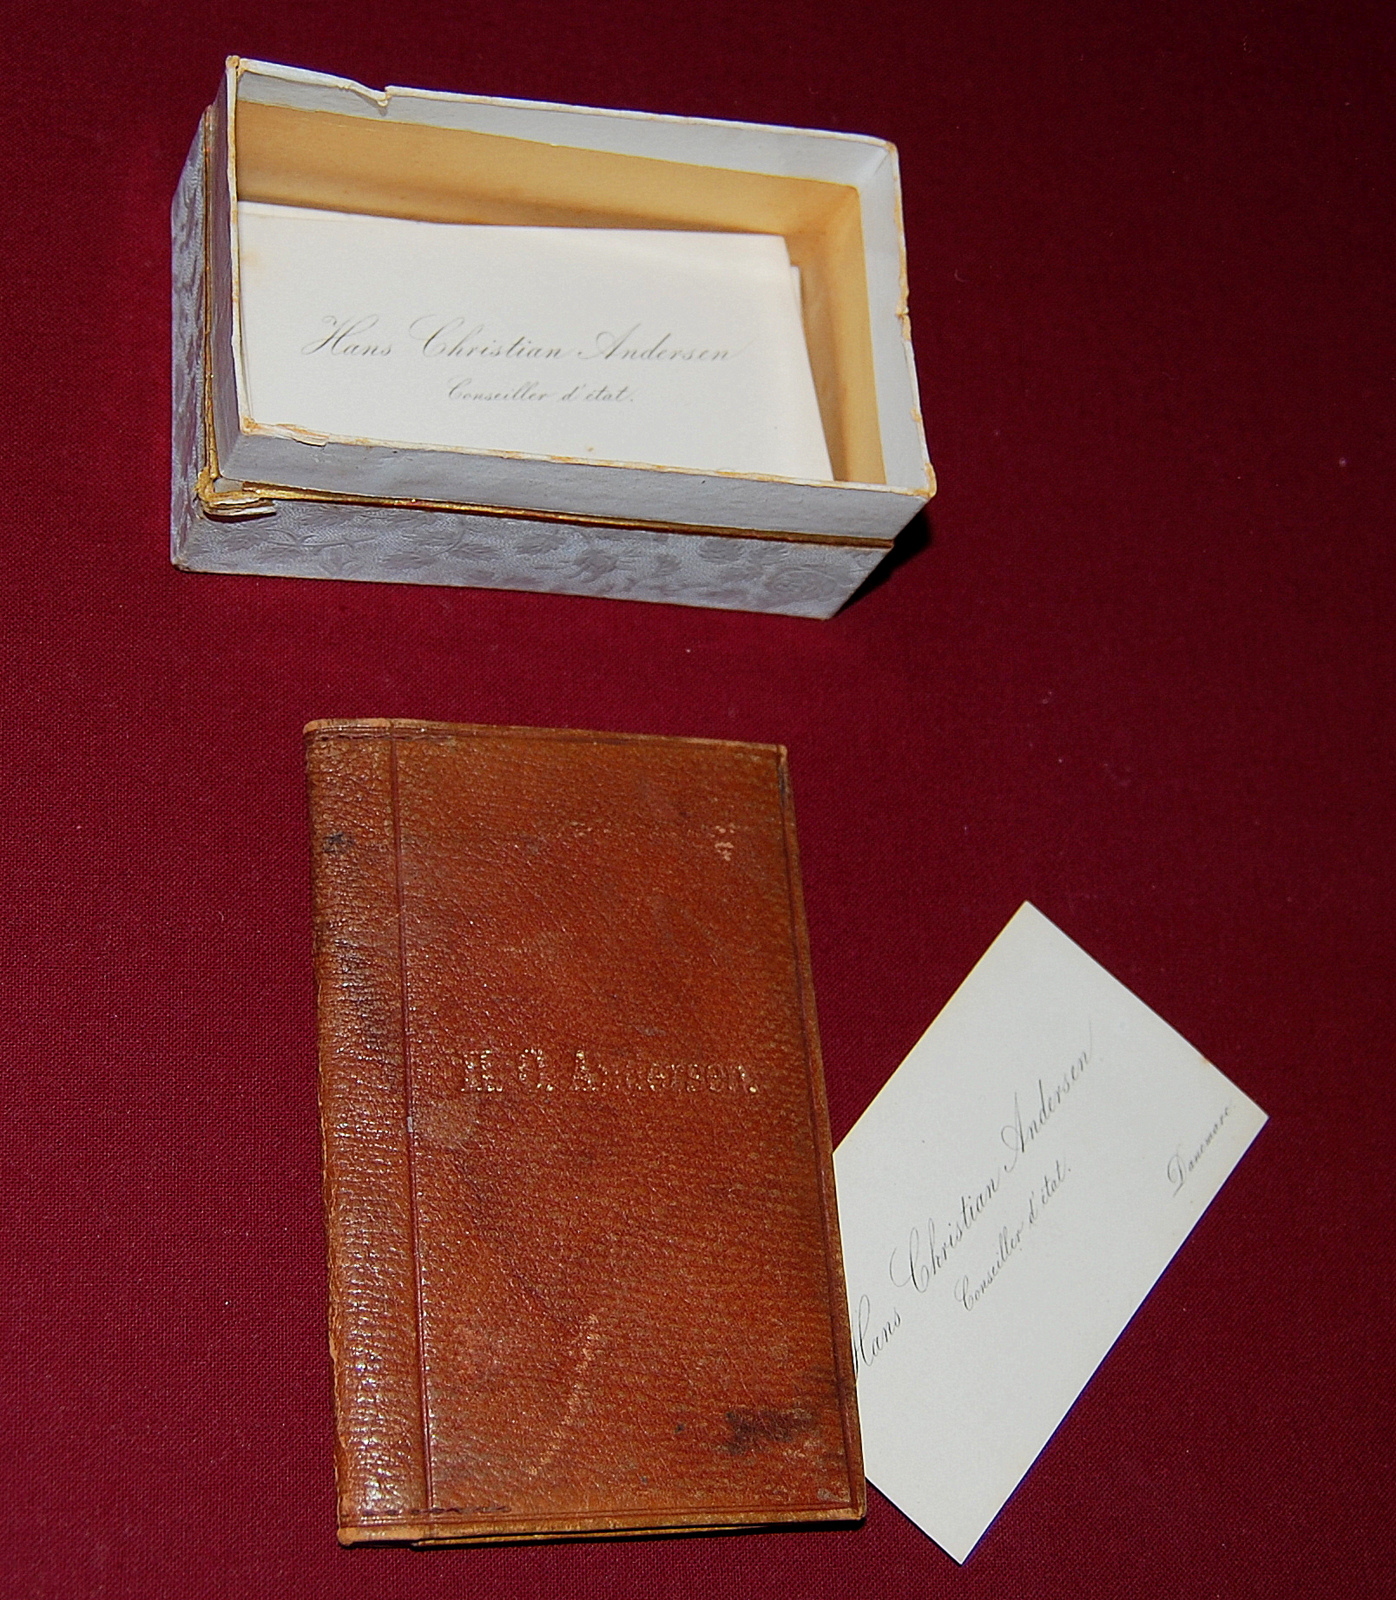 Hans Christian Andersen
Conseiller d'état.
H. C. Andersen.
Hans Christian Andersen
Conseiller d'état.
Danemarc.